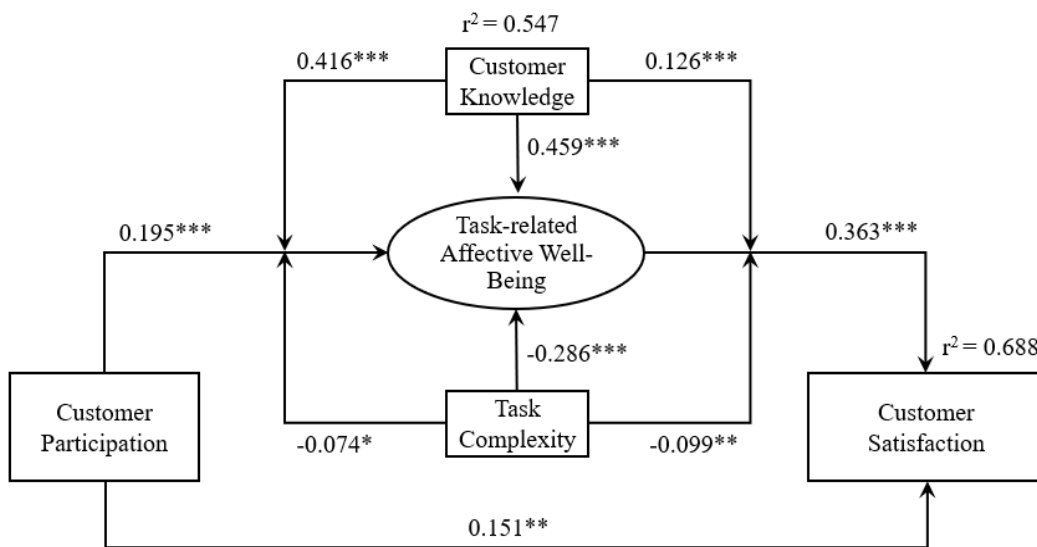 r² = 0.547
0.416***
Customer
Knowledge
0.126***
0.459***
0.195***
Task-related
Affective Well-
Being
0.363***
-0.286***
r² = 0.688
Customer
Participation
-0.074*
Task
Complexity
-0.099**
Customer
Satisfaction
0.151**